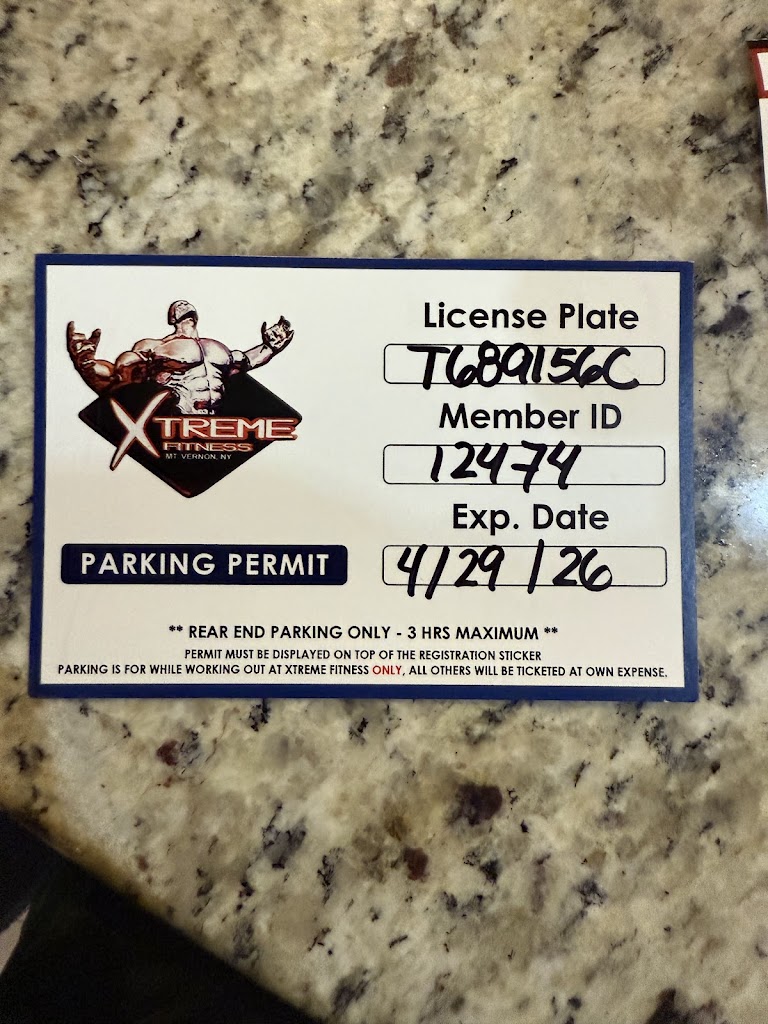 XTREME
FITNESS
MT VERNON, NY
PARKING PERMIT
License Plate
T689156C
Member ID
12474
Exp. Date
4/29/26
** REAR END PARKING ONLY - 3 HRS MAXIMUM **
PERMIT MUST BE DISPLAYED ON TOP OF THE REGISTRATION STICKER
PARKING IS FOR WHILE WORKING OUT AT XTREME FITNESS ONLY, ALL OTHERS WILL BE TICKETED AT OWN EXPENSE.